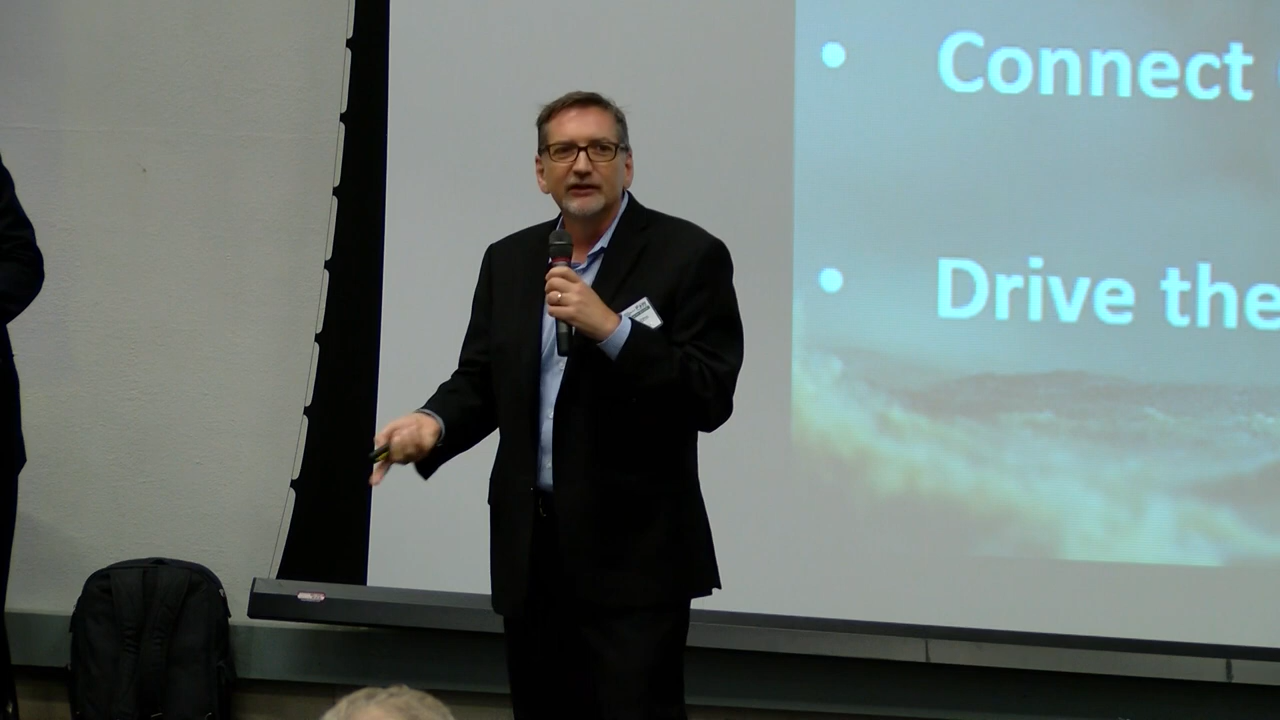 • Connect
• Drive the